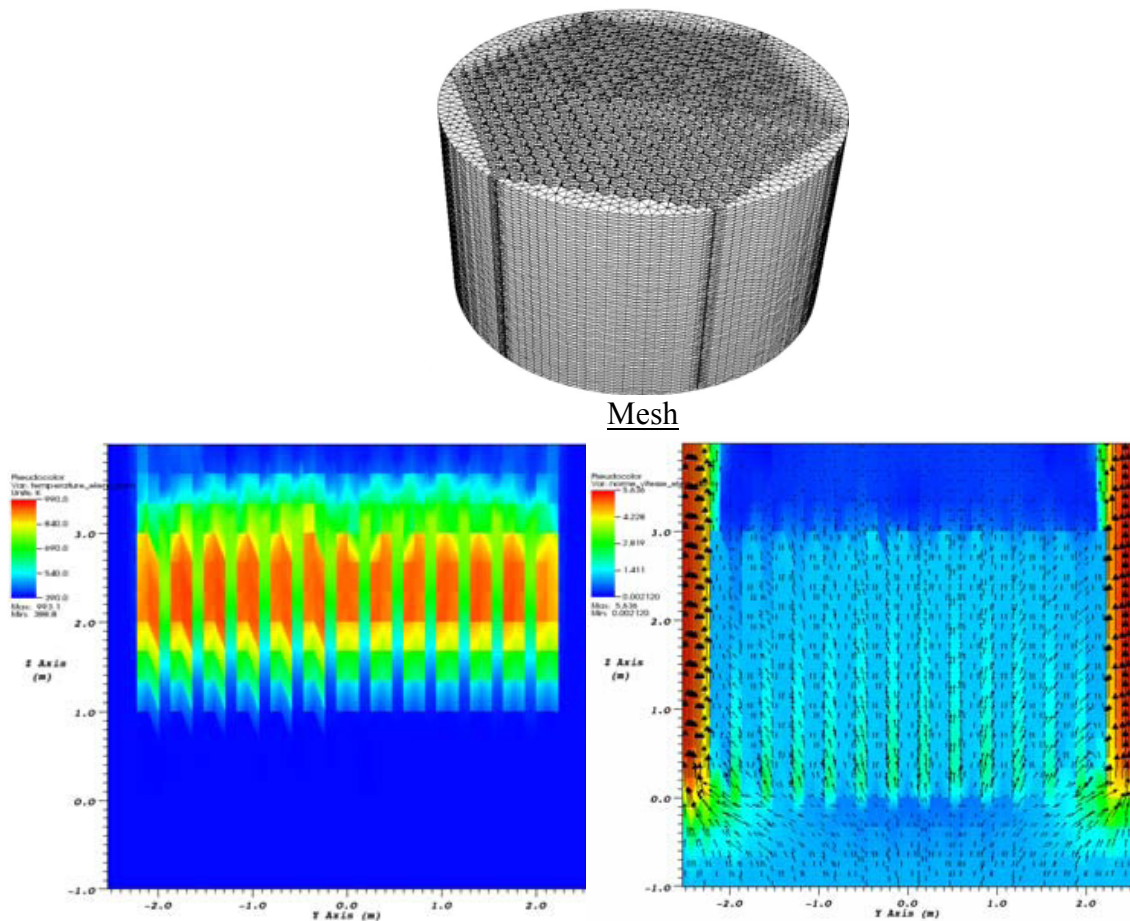 Mesh
Pseudocolor
Units: K
990.0
840.0
690.0
540.0
390.0
Max: 993.1
Min: 388.8
3.0
2.0
1.0
0.0
-1.0
Z Axis
(m)
-2.0 -1.0 0.0 1.0 2.0
Y Axis (m)
Pseudocolor
5.636
4.228
2.819
1.411
0.002120
Max: 5.636
Min: 0.002120
3.0
2.0
1.0
0.0
-1.0
Z Axis
(m)
-2.0 -1.0 0.0 1.0 2.0
Y Axis (m)